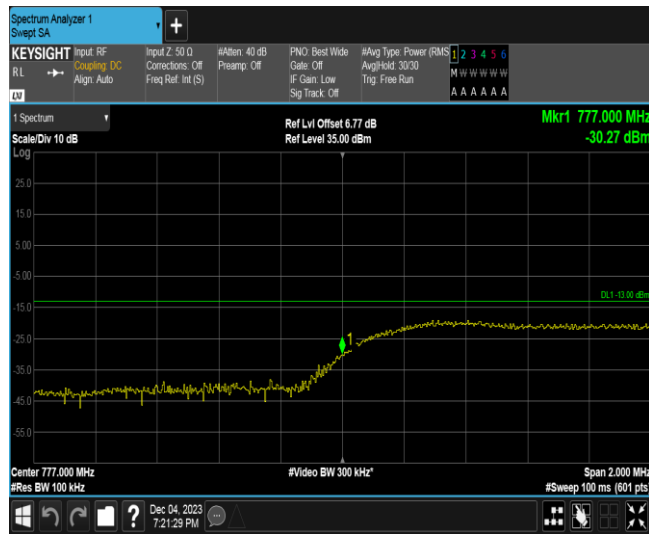 Spectrum Analyzer 1
Swept SA
KEYSIGHT
Input: RF
Input Z: 50 Ω
#Atten: 40 dB
PNO: Best Wide
#Avg Type: Power (RMS
1 2 3 4 5 6
RL
Coupling: DC
Corrections: Off
Preamp: Off
Gate: Off
Avg|Hold: 30/30
M W W W W W
Align: Auto
Freq Ref: Int (S)
IF Gain: Low
Trig: Free Run
Sig Track: Off
A A A A A A
LXI
1 Spectrum
Ref Lvl Offset 6.77 dB
Mkr1 777.000 MHz
Scale/Div 10 dB
Ref Level 35.00 dBm
-30.27 dBm
Log
25.0
15.0
5.00
-5.00
DL1 -13.00 dBm
-15.0
-25.0
1
-35.0
-45.0
-55.0
Center 777.000 MHz
#Video BW 300 kHz*
Span 2.000 MHz
#Res BW 100 kHz
#Sweep 100 ms (601 pts
?
Dec 04, 2023
7:21:29 PM